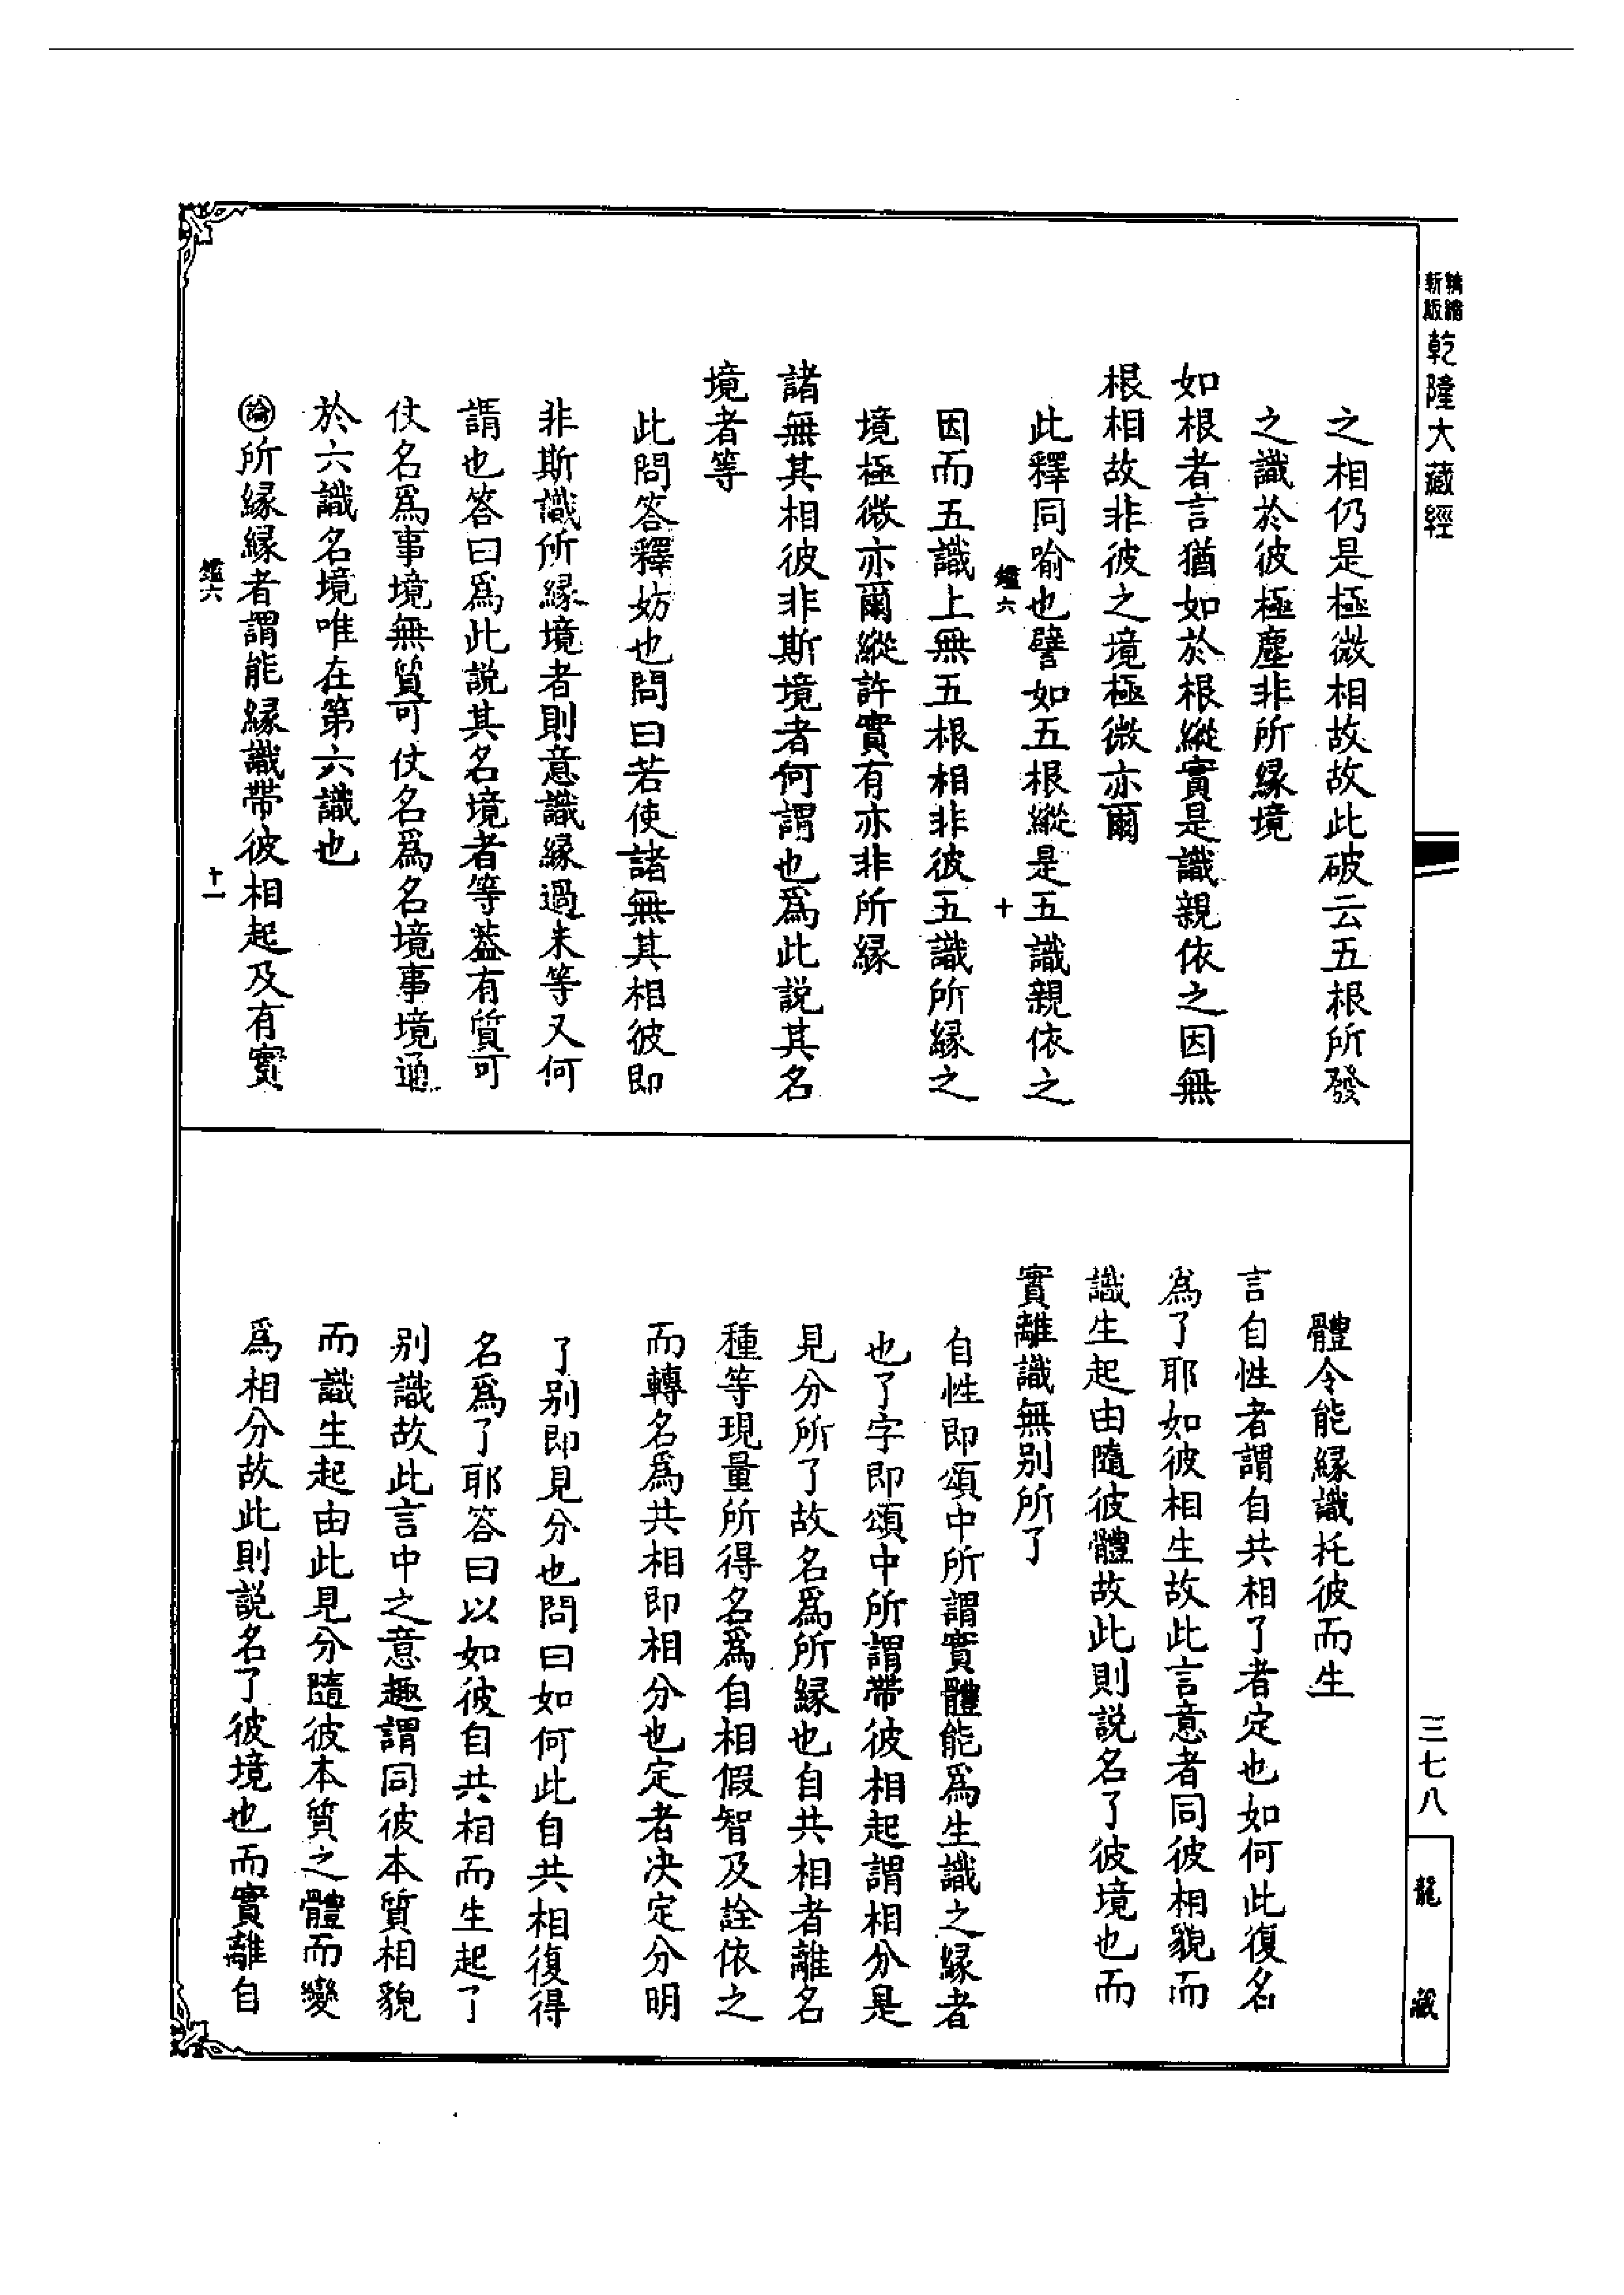 精縮
新版
乾隆大藏經
之相仍是極微相故故此破云五根所發
之識於彼極塵非所緣境
如根者言猶如於根縱實是識親依之因無
根相故非彼之境極微亦爾
此釋同喻也譬如五根縱是五識親依之
鑑六
十
因而五識上無五根相非彼五識所緣之
境極微亦爾縱許實有亦非所緣
諸無其相彼非斯境者何謂也爲此說其名
境者等
此問答釋妨也問曰若使諸無其相彼即
非斯識所緣境者則意識緣過未等又何
謂也答曰爲此說其名境者等葢有質可
仗名爲事境無質可仗名爲名境事境通
於六識名境唯在第六識也
論所緣緣者謂能緣識帶彼相起及有實
鑑六
十一
體令能緣識托彼而生
言自性者謂自共相了者定也如何此復名
爲了耶如彼相生故此言意者同彼相貌而
識生起由隨彼體故此則說名了彼境也而
實離識無别所了
自性即頌中所謂實體能爲生識之緣者
也了字即頌中所謂帶彼相起謂相分是
見分所了故名爲所緣也自共相者離名
種等現量所得名爲自相假智及詮依之
而轉名爲共相即相分也定者决定分明
了别即見分也問曰如何此自共相復得
名爲了耶答曰以如彼自共相而生起了
别識故此言中之意趣謂同彼本質相貌
而識生起由此見分隨彼本質之體而變
爲相分故此則說名了彼境也而實離自
三七八
龍藏